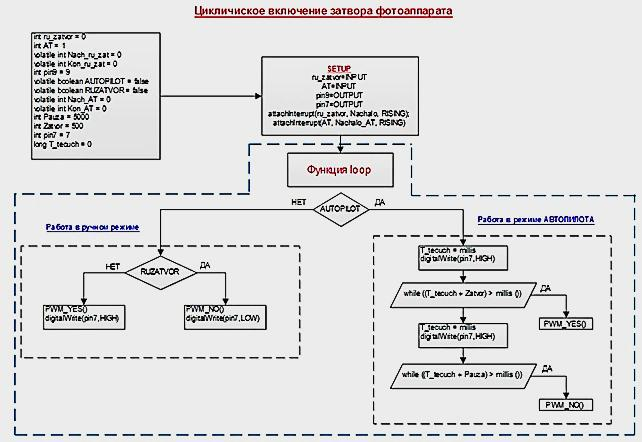 Цикличиское включение затвора фотоаппарата
int ru_zatvor = 0
int AT = 1
volatile int Nach_ru_zat = 0
volatile int Kon_ru_zat = 0
int pin9 = 9
volatile boolean AUTOPILOT = false
volatile boolean RUZATVOR = false
volatile int Nach_AT = 0
volatile int Kon_AT = 0
int Pauza = 5000
int Zatvor = 500
int pin7 = 7
long T_tecuch = 0
SETUP
ru_zatvor=INPUT
AT=INPUT
pin9=OUTPUT
pin7=OUTPUT
attachInterrupt(ru_zatvor, Nachalo, RISING);
attachInterrupt(AT, Nachalo_AT, RISING)
Функция loop
НЕТ
AUTOPILOT
ДА
Работа в ручном режиме
Работа в режиме АВТОПИЛОТА
НЕТ
RUZATVOR
ДА
PWM_YES()
digitalWrite(pin7,HIGH)
PWM_NO()
digitalWrite(pin7,LOW)
T_tecuch = millis
digitalWrite(pin7,HIGH)
while ((T_tecuch + Zatvor) > millis ())
ДА
PWM_YES()
T_tecuch = millis
digitalWrite(pin7,HIGH)
while ((T_tecuch + Pauza) > millis ())
ДА
PWM_NO()